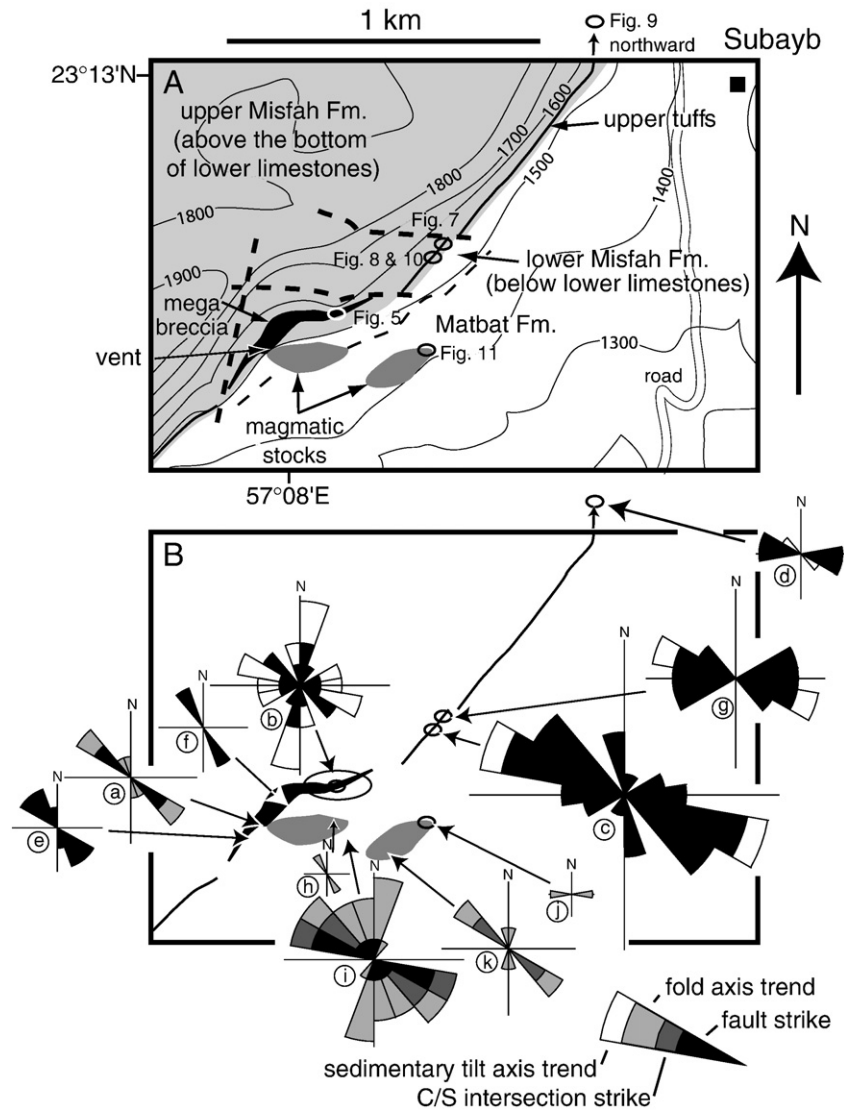 1 km
Fig. 9
northward
Subayb
23°13'N
A
upper Misfah Fm.
(above the bottom
of lower limestones)
1600
upper tuffs
1700
1500
1800
1400
1800
N
Fig. 7
Fig. 8 & 10
lower Misfah Fm.
(below lower limestones)
1900
mega
breccia
Fig. 5
Matbat Fm.
vent
Fig. 11
1300
road
magmatic
stocks
57°08'E
B
N
d
N
N
g
N
b
N
f
N
a
N
e
c
N
h
N
i
N
k
j
fold axis trend
fault strike
sedimentary tilt axis trend
C/S intersection strike